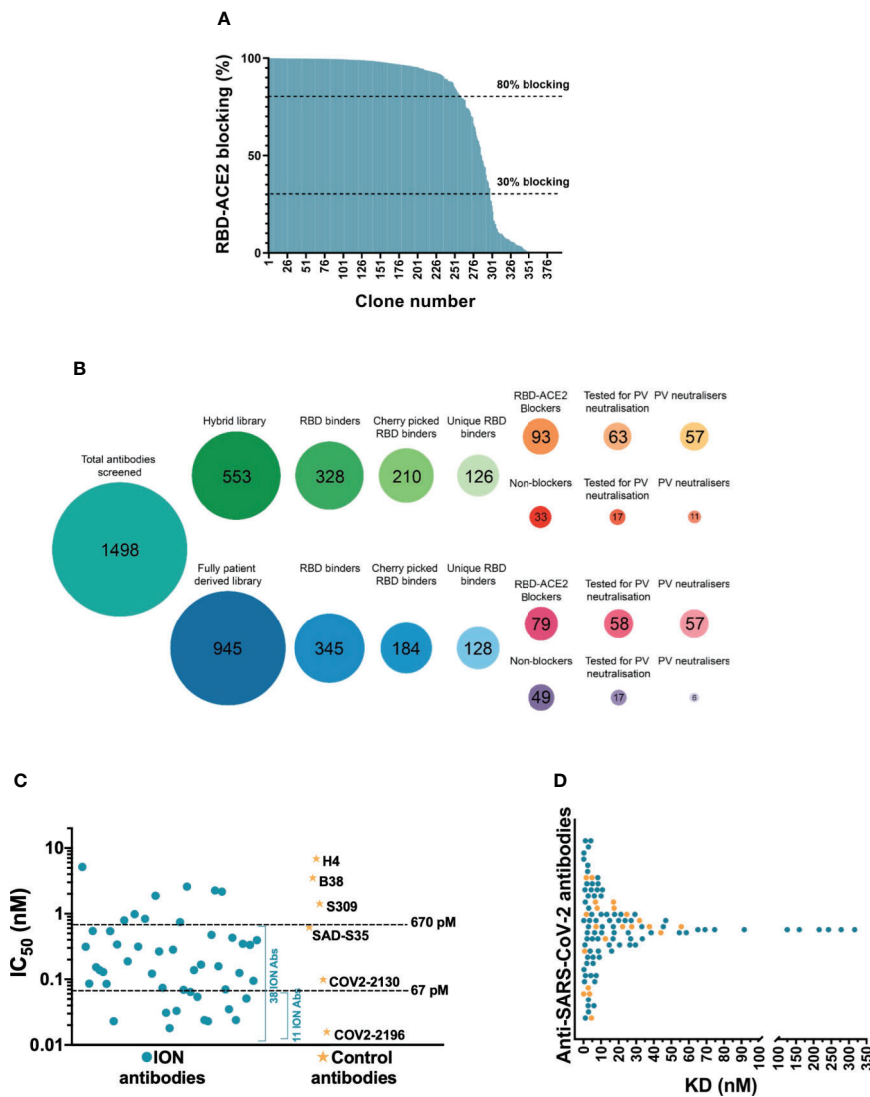 A
RBD-ACE2 blocking (%)
100
50
0
80% blocking
30% blocking
1 26 51 76 101 126 151 176 201 226 251 276 301 326 351 376
Clone number
B
Total antibodies
screened
1498
Hybrid library
553
RBD binders
328
Cherry picked
RBD binders
210
Unique RBD
binders
126
RBD-ACE2
Blockers
93
Tested for PV
neutralisation
63
PV neutralisers
57
Non-blockers
33
Tested for PV
neutralisation
17
PV neutralisers
11
Fully patient
derived library
945
RBD binders
345
Cherry picked
RBD binders
184
Unique RBD
binders
128
RBD-ACE2
Blockers
79
Tested for PV
neutralisation
58
PV neutralisers
57
Non-blockers
49
Tested for PV
neutralisation
17
PV neutralisers
6
C
IC50 (nM)
10
1
0.1
0.01
H4
B38
S309
670 pM
SAD-S35
COV2-2130
67 pM
COV2-2196
38 ION Abs
11 ION Abs
ION
antibodies
Control
antibodies
D
Anti-SARS-CoV-2 antibodies
0 10 20 30 40 50 60 70 80 90 100 100 150 200 250 300 350
KD (nM)